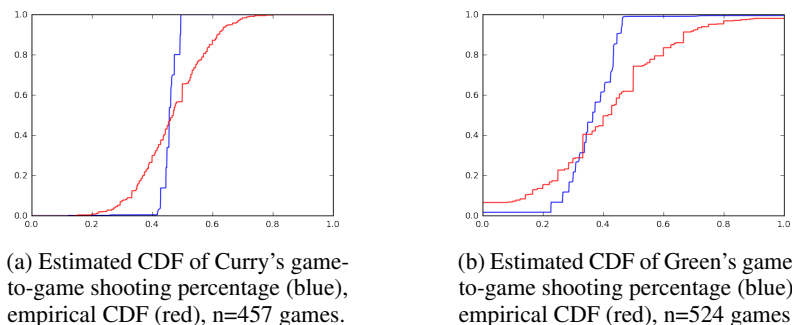 1.0
0.8
0.6
0.4
0.2
0.0
0.0 0.2 0.4 0.6 0.8 1.0
1.0
0.8
0.6
0.4
0.2
0.0
0.0 0.2 0.4 0.6 0.8 1.0
(a) Estimated CDF of Curry's game-
to-game shooting percentage (blue),
empirical CDF (red), n=457 games.
(b) Estimated CDF of Green's game
to-game shooting percentage (blue)
empirical CDF (red), n=524 games